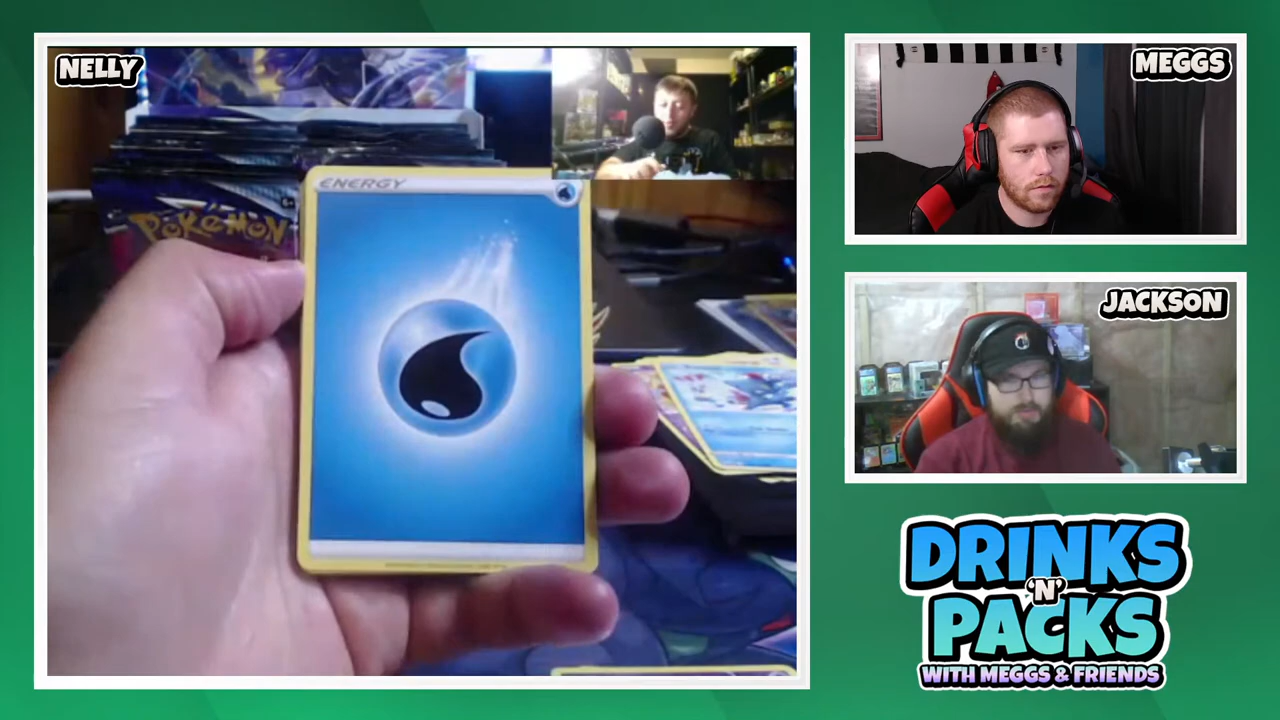 NELLY
POKéMON
ENERGY
MEGGS
JACKSON
DRINKS
'N'
PACKS
WITH MEGGS & FRIENDS